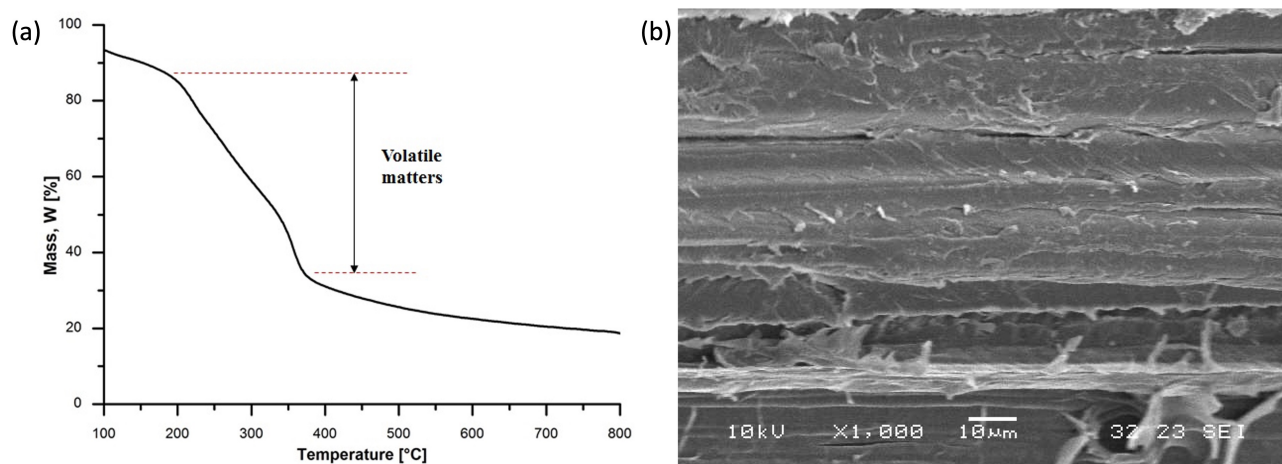 (a)
100
80
60
40
20
0
Mass, W [%]
Volatile
matters
100 200 300 400 500 600 700 800
Temperature [°C]
(b)
10kV X1,000 10µm 32 23 SEI